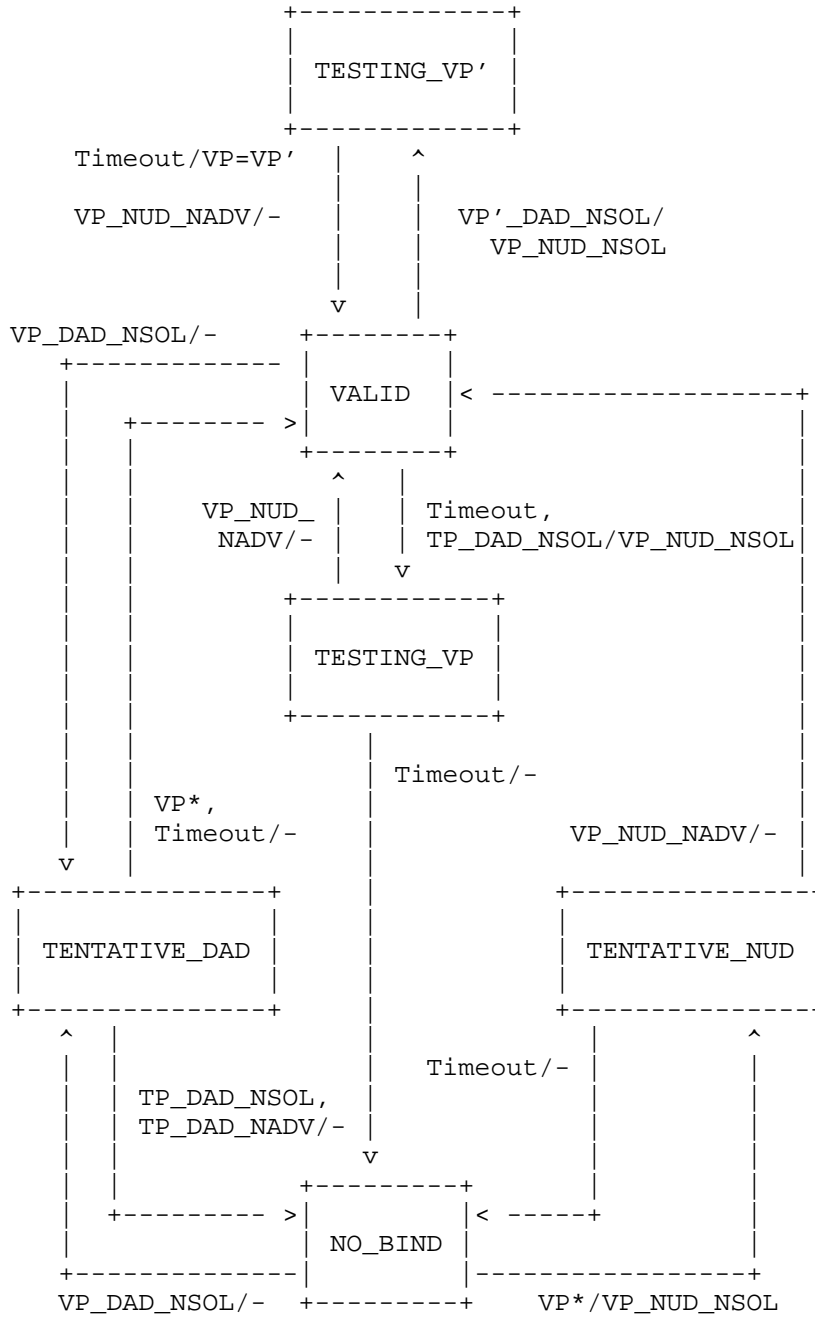 TESTING_VP'
Timeout/VP=VP'
VP_NUD_NADV/-
VP'_DAD_NSOL/
VP_NUD_NSOL
VP_DAD_NSOL/-
VALID
VP_NUD_
NADV/-
Timeout,
TP_DAD_NSOL/VP_NUD_NSOL
TESTING_VP
Timeout/-
VP*,
Timeout/-
VP_NUD_NADV/-
TENTATIVE_DAD
TENTATIVE_NUD
Timeout/-
TP_DAD_NSOL,
TP_DAD_NADV/-
NO_BIND
VP_DAD_NSOL/-
VP*/VP_NUD_NSOL